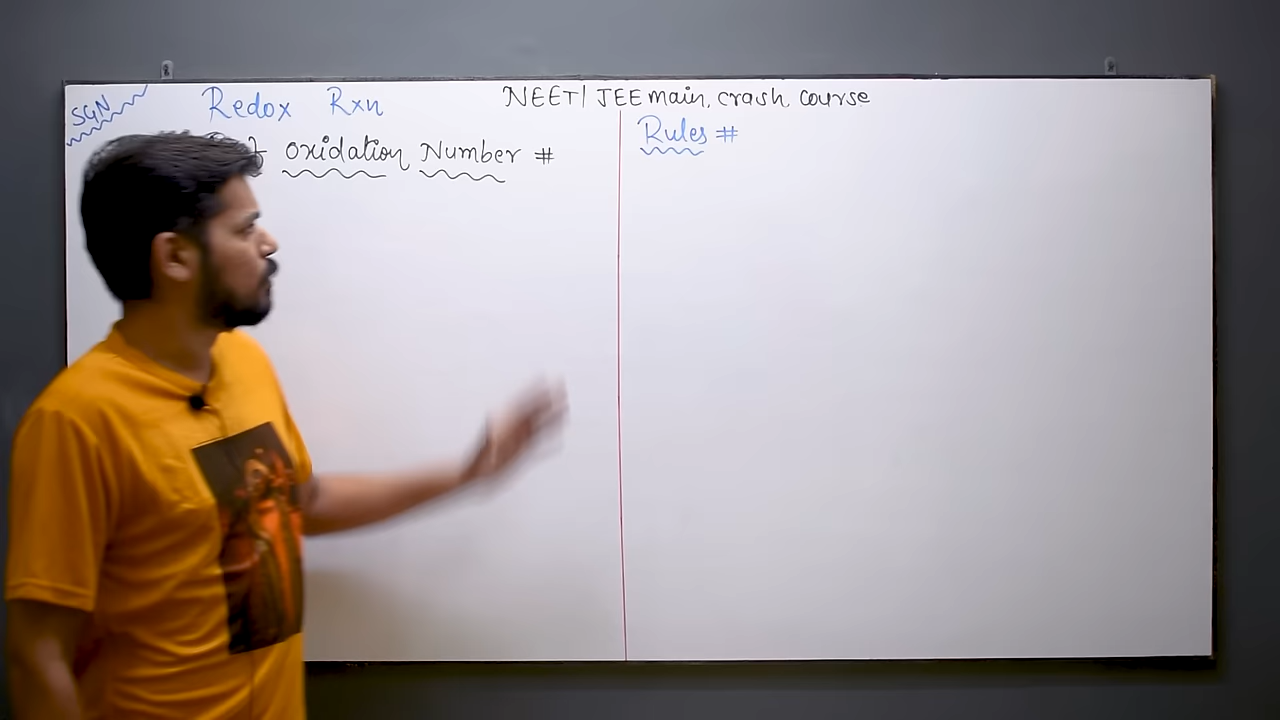 SGN
Redox Rxn
NEET/ JEE main, crash course
oxidation Number #
Rules #